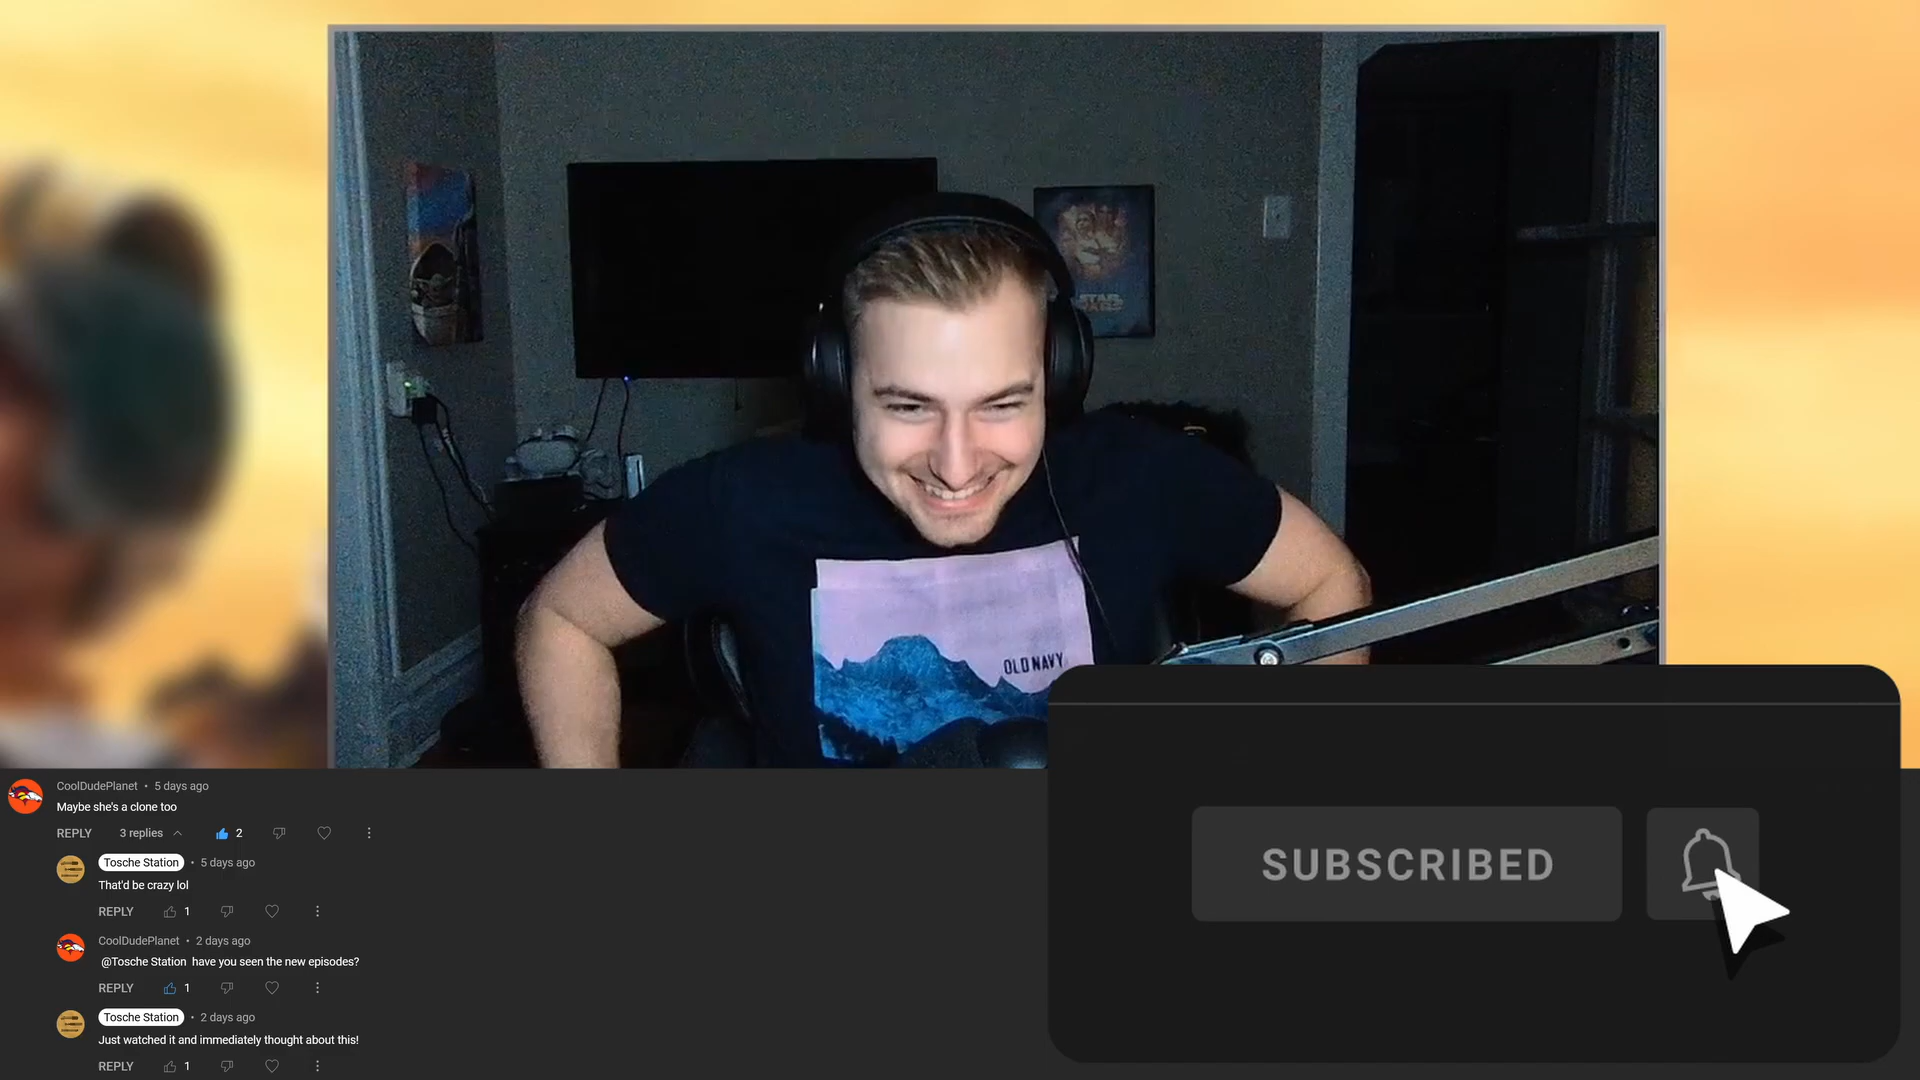 STAR
WARS
OLD NAVY
CoolDudePlanet • 5 days ago
Maybe she's a clone too
REPLY 3 replies 2
Tosche Station • 5 days ago
That'd be crazy lol
REPLY 1
CoolDudePlanet • 2 days ago
@Tosche Station have you seen the new episodes?
REPLY 1
Tosche Station • 2 days ago
Just watched it and immediately thought about this!
REPLY 1
SUBSCRIBED